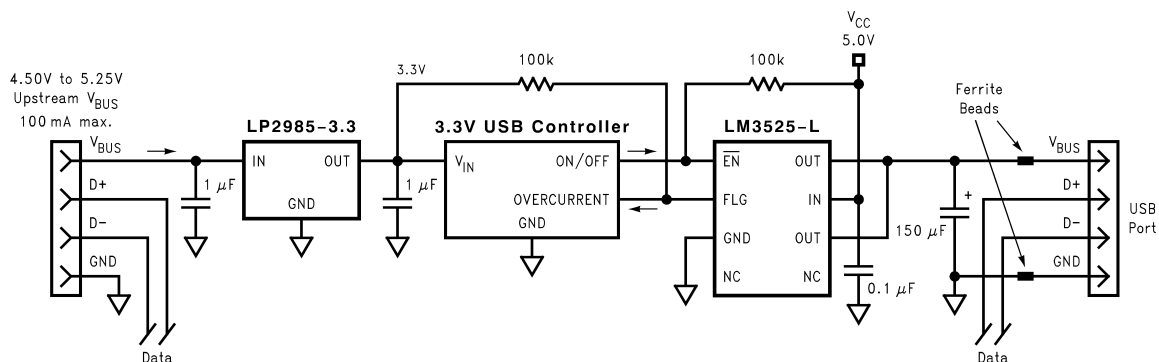 V_CC
5.0V
100k
100k
3.3V
4.50V to 5.25V
Upstream V_BUS
100 mA max.
Ferrite
Beads
LP2985-3.3
3.3V USB Controller
LM3525-L
V_BUS
IN
OUT
V_IN
ON/OFF
EN
OUT
V_BUS
D+
1 μF
1 μF
OVERCURRENT
FLG
IN
+
D+
D-
GND
GND
GND
OUT
150 μF
D-
USB
Port
GND
NC
NC
0.1 μF
GND
Data
Data